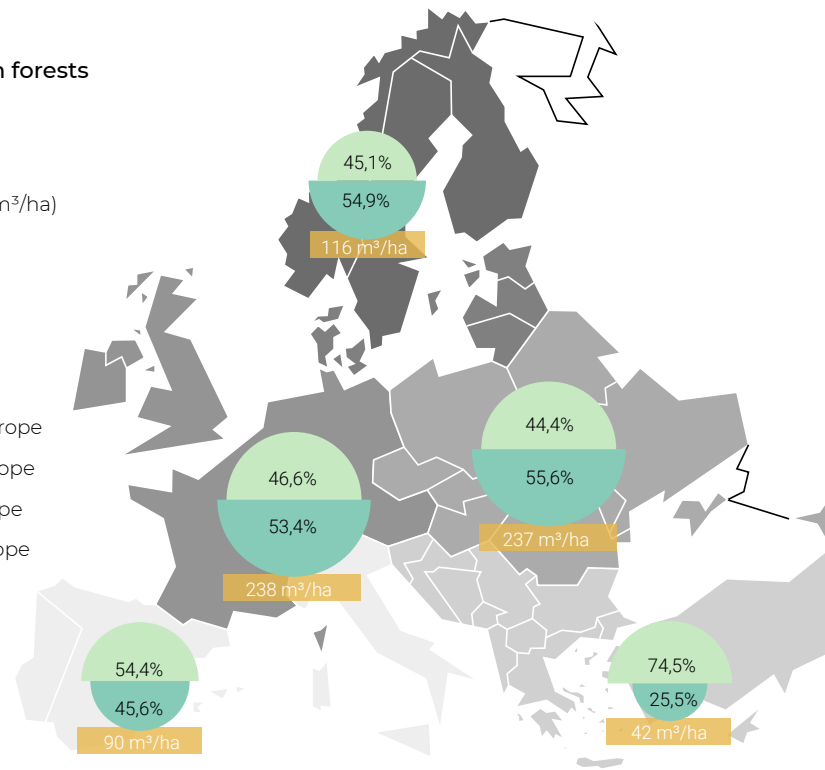 n forests
m³/ha)
rope
ope
pe
ope
45,1%
54,9%
116 m³/ha
44,4%
55,6%
237 m³/ha
46,6%
53,4%
238 m³/ha
54,4%
45,6%
90 m³/ha
74,5%
25,5%
42 m³/ha